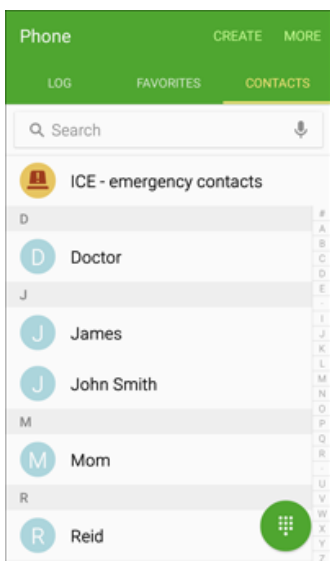 Phone CREATE MORE
LOG FAVORITES CONTACTS
Search
ICE - emergency contacts
D
D Doctor
J
J James
J John Smith
M
M Mom
R
R Reid
#
A
B
C
D
E
.
I
J
K
L
M
N
O
P
Q
R
.
U
V
W
X
Y
Z